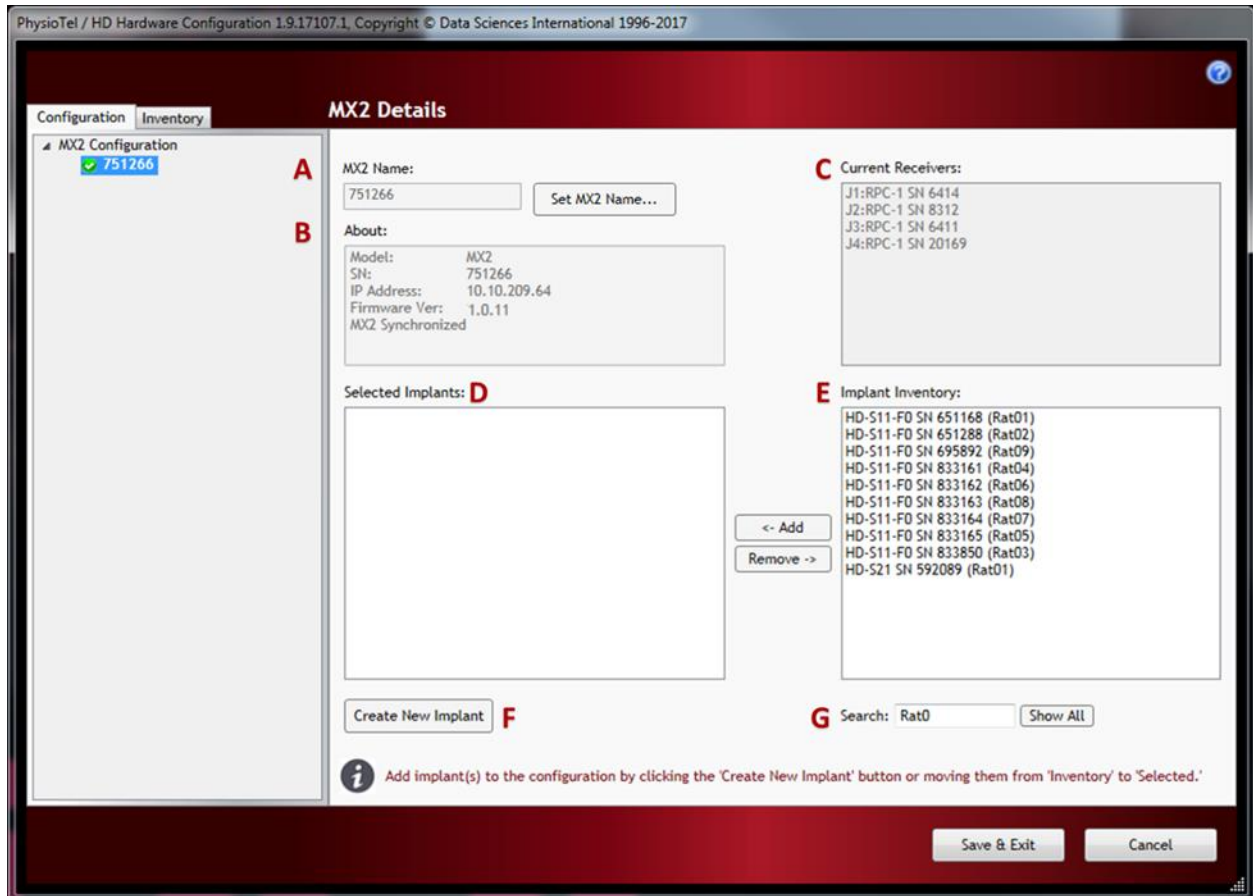 PhysioTel / HD Hardware Configuration 1.9.17107.1, Copyright © Data Sciences International 1996-2017
Configuration
Inventory
MX2 Details
MX2 Configuration
751266
A
MX2 Name:
751266
Set MX2 Name...
B
About:
Model: MX2
SN: 751266
IP Address: 10.10.209.64
Firmware Ver: 1.0.11
MX2 Synchronized
C Current Receivers:
J1:RPC-1 SN 6414
J2:RPC-1 SN 8312
J3:RPC-1 SN 6411
J4:RPC-1 SN 20169
Selected Implants: D
<- Add
Remove ->
E Implant Inventory:
HD-S11-F0 SN 651168 (Rat01)
HD-S11-F0 SN 651288 (Rat02)
HD-S11-F0 SN 695892 (Rat09)
HD-S11-F0 SN 833161 (Rat04)
HD-S11-F0 SN 833162 (Rat06)
HD-S11-F0 SN 833163 (Rat08)
HD-S11-F0 SN 833164 (Rat07)
HD-S11-F0 SN 833165 (Rat05)
HD-S11-F0 SN 833850 (Rat03)
HD-S21 SN 592089 (Rat01)
Create New Implant F
G Search: Rat0 Show All
i Add implant(s) to the configuration by clicking the 'Create New Implant' button or moving them from 'Inventory' to 'Selected.'
Save & Exit
Cancel
?